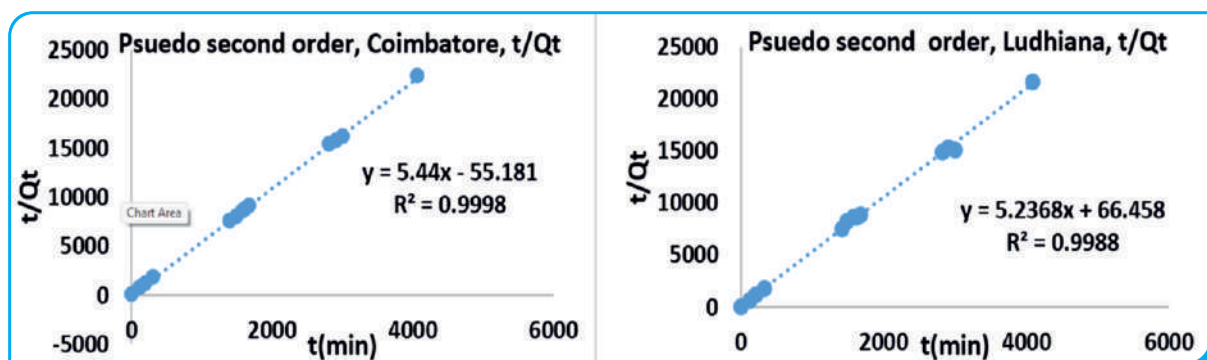 Psuedo second order, Coimbatore, t/Qt
25000
20000
15000
10000
5000
0
-5000
t/Qt
Chart Area
y = 5.44x - 55.181
R² = 0.9998
0
2000
4000
6000
t(min)
Psuedo second order, Ludhiana, t/Qt
25000
20000
15000
10000
5000
0
t/Qt
y = 5.2368x + 66.458
R² = 0.9988
0
2000
4000
6000
t(min)